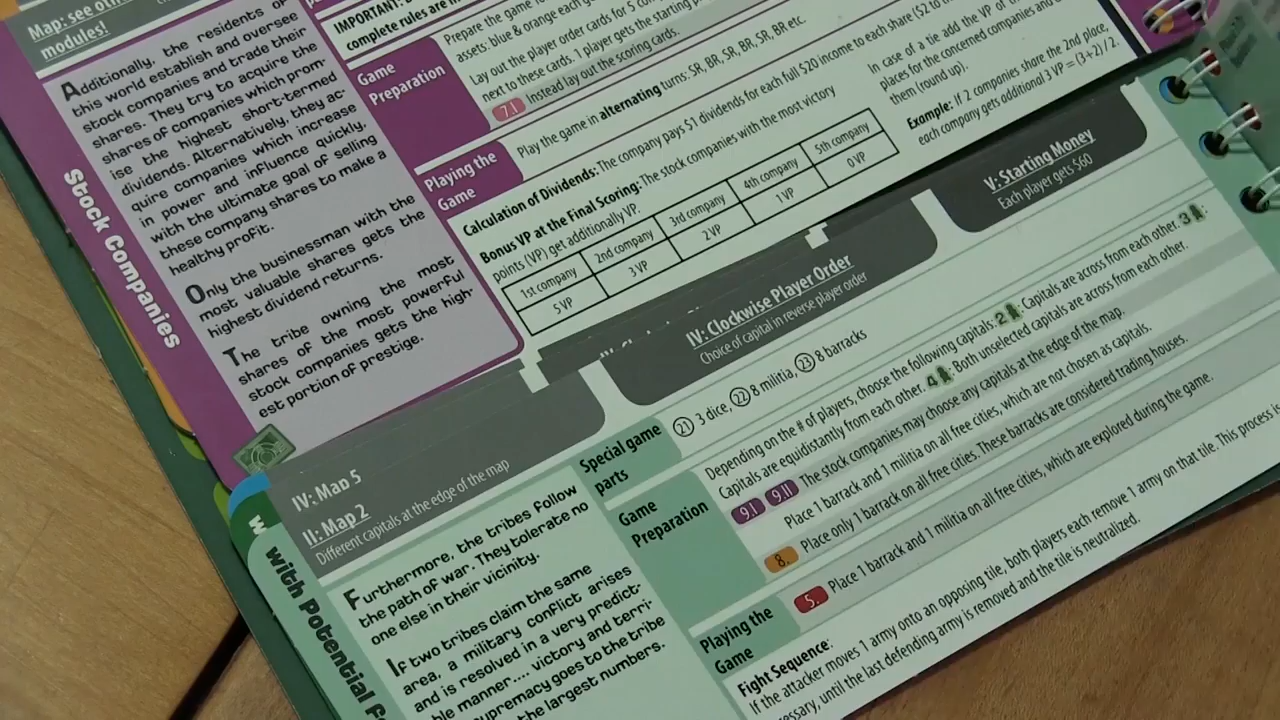 Map: see
modules!
Additionally, the residents of
this world establish and oversee
stock companies and trade their
shares. They try to acquire the
shares of companies which prom-
ise the highest short-termed
dividends. Alternatively, they ac-
quire companies which increase
in power and influence quickly,
with the ultimate goal of selling
these company shares to make a
healthy profit.
Only the businessman with the
most valuable shares gets the
highest dividend returns.
The tribe owning the most
shares of the most powerful
stock companies gets the high-
est portion of prestige.
Stock Companies
IMPORTANT:
complete rules are
Game
Preparation
Prepare the game for
assets: blue & orange each
Lay out the player order cards for 5
next to these cards. 1 player gets the starting
7.I Instead lay out the scoring cards.
Playing the
Game
Play the game in alternating turns: 5R, BR, SR, BR etc.
Calculation of Dividends: The company pays $1 dividends for each full $20 income to each share ($2 to
Bonus VP at the Final Scoring: The stock companies with the most victory
points (VP) get additionally VP.
1st company 2nd company 3rd company 4th company 5th company
5 VP 3 VP 2 VP 1 VP 0 VP
In case of a tie add the VP of the
places for the concerned companies and
them (round up).
Example: if 2 companies share the 2nd place,
each company gets additional 3 VP = (3+2) / 2.
IV: Map 5
II: Map 2
Different capitals at the edge of the map
IV: Clockwise Player Order
Choice of capital in reverse player order
V: Starting Money
Each player gets $60
with Potential
Furthermore, the tribes follow
the path of war. They tolerate no
one else in their vicinity.
If two tribes claim the same
area, a military conflict arises
and is resolved in a very predict-
ble manner.... victory and terri-
supremacy goes to the tribe
the largest numbers.
Special game
parts
21 3 dice, 22 8 militia, 23 8 barracks
Game
Preparation
Depending on the # of players, choose the following capitals 2: Capitals are across from each other. 3:
Capitals are equidistantly from each other. 4: Both unselected capitals are across from each other.
9.I 9.II The stock companies may choose any capitals at the edge of the map.
Place 1 barrack and 1 militia on all free cities, which are not chosen as capitals.
8. Place only 1 barrack on all free cities. These barracks are considered trading houses.
5. Place 1 barrack and 1 militia on all free cities, which are explored during the game.
Playing the
Game
Fight Sequence:
If the attacker moves 1 army onto an opposing tile, both players each remove 1 army on that tile. This process is
cessary, until the last defending army is removed and the tile is neutralized.